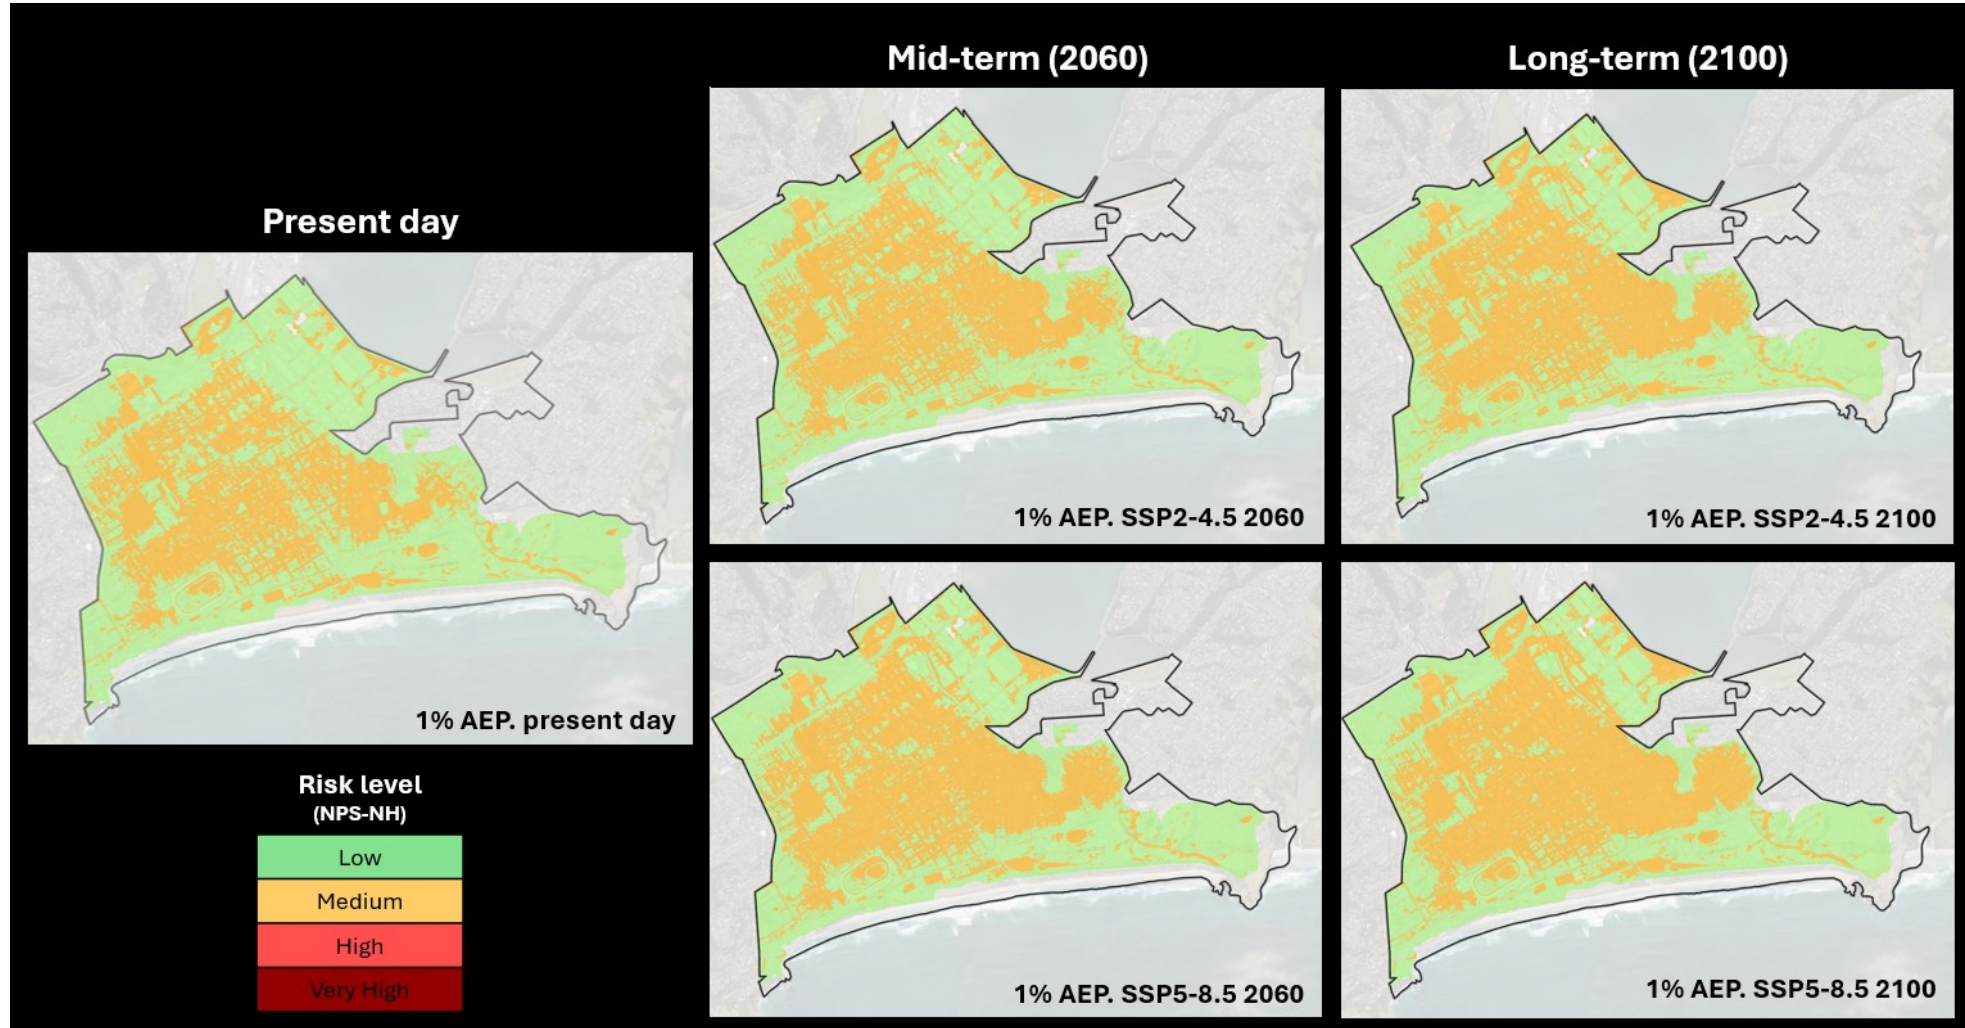 Mid-term (2060)
Long-term (2100)
Present day
1% AEP. SSP2-4.5 2060
1% AEP. SSP2-4.5 2100
1% AEP. present day
Risk level
(NPS-NH)
Low
Medium
High
Very High
1% AEP. SSP5-8.5 2060
1% AEP. SSP5-8.5 2100